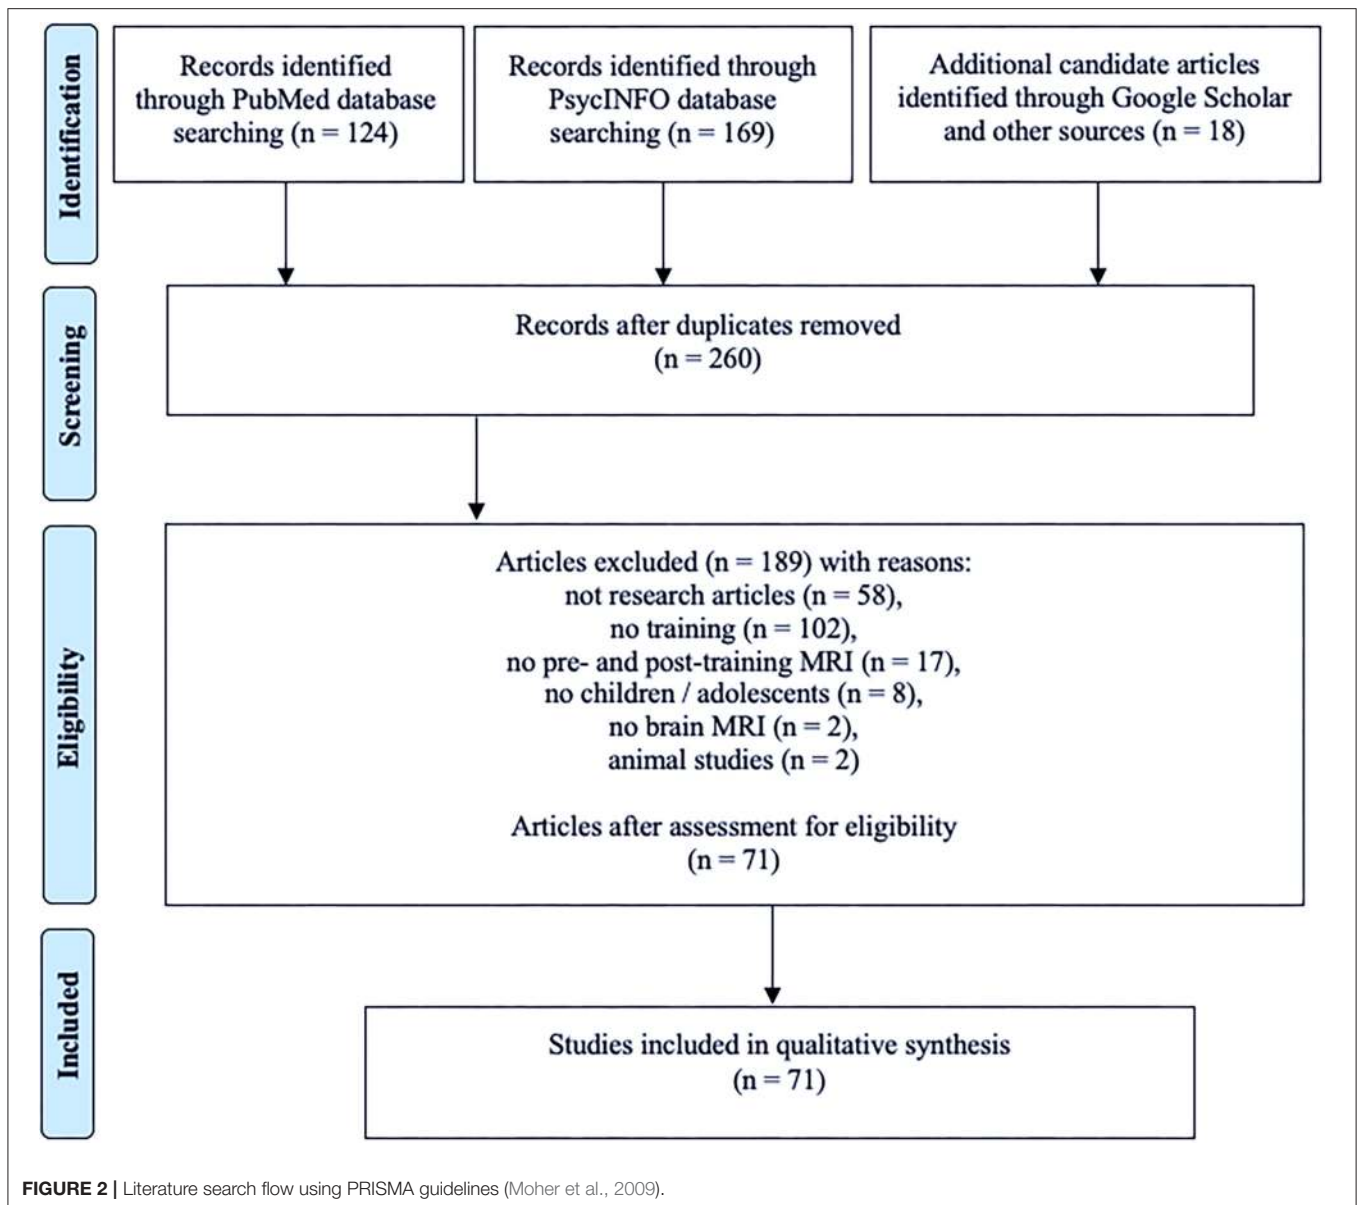 Identification
Records identified
through PubMed database
searching (n = 124)
Records identified through
PsycINFO database
searching (n = 169)
Additional candidate articles
identified through Google Scholar
and other sources (n = 18)
Screening
Records after duplicates removed
(n = 260)
Eligibility
Articles excluded (n = 189) with reasons:
not research articles (n = 58),
no training (n = 102),
no pre- and post-training MRI (n = 17),
no children / adolescents (n = 8),
no brain MRI (n = 2),
animal studies (n = 2)
Articles after assessment for eligibility
(n = 71)
Included
Studies included in qualitative synthesis
(n = 71)
FIGURE 2 | Literature search flow using PRISMA guidelines (Moher et al., 2009).